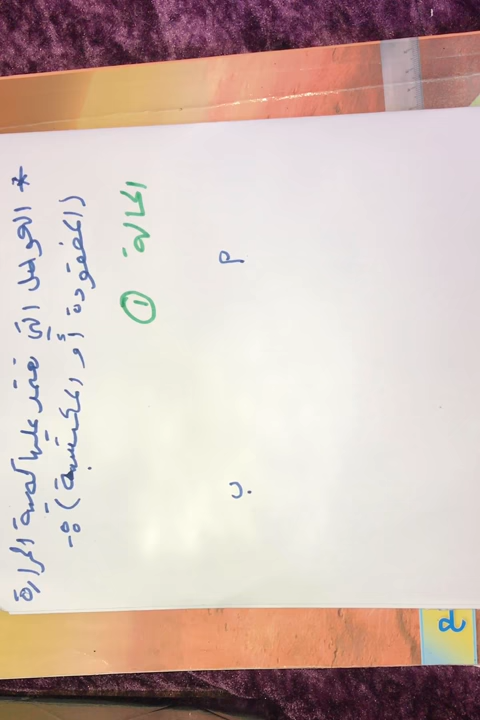 * العوامل التي تعتمد عليها كمية الحرارة
(المفقودة أو المكتسبة) :-
الحالة ①
أ
ب